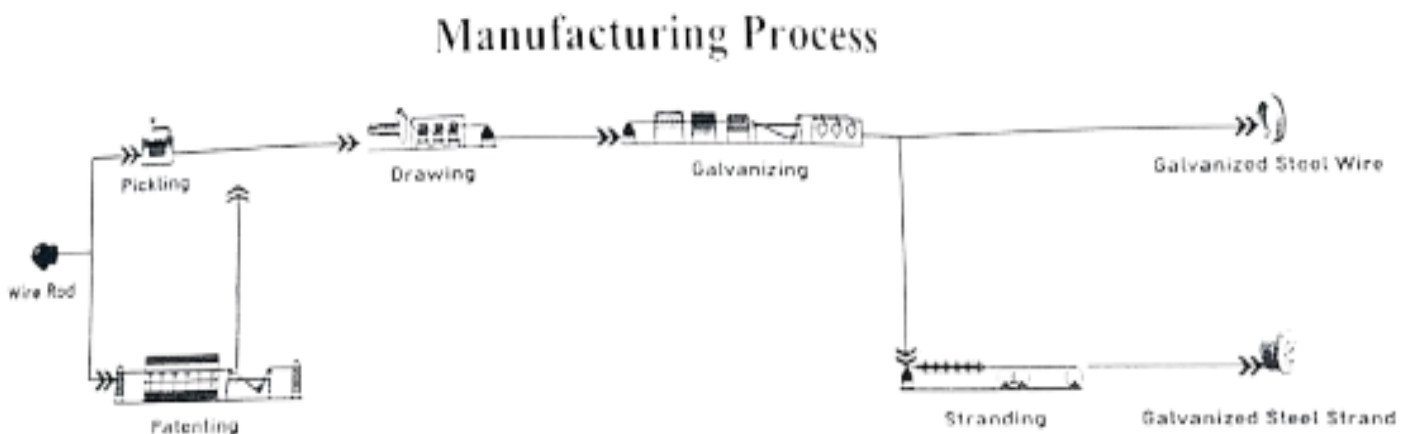 Manufacturing Process
Pickling
Drawing
Galvanizing
Galvanized Steel Wire
Wire Rod
Patenting
Stranding
Galvanized Steel Strand